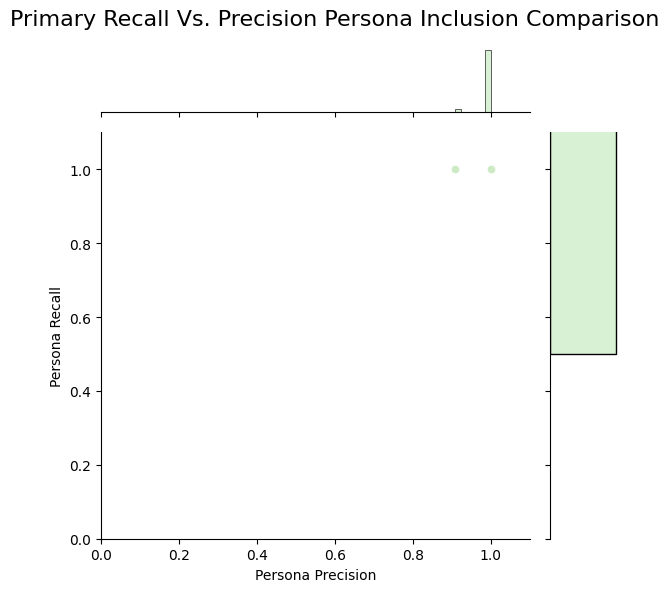 Primary Recall Vs. Precision Persona Inclusion Comparison
1.0
0.8
0.6
0.4
0.2
0.0
Persona Recall
0.0 0.2 0.4 0.6 0.8 1.0
Persona Precision